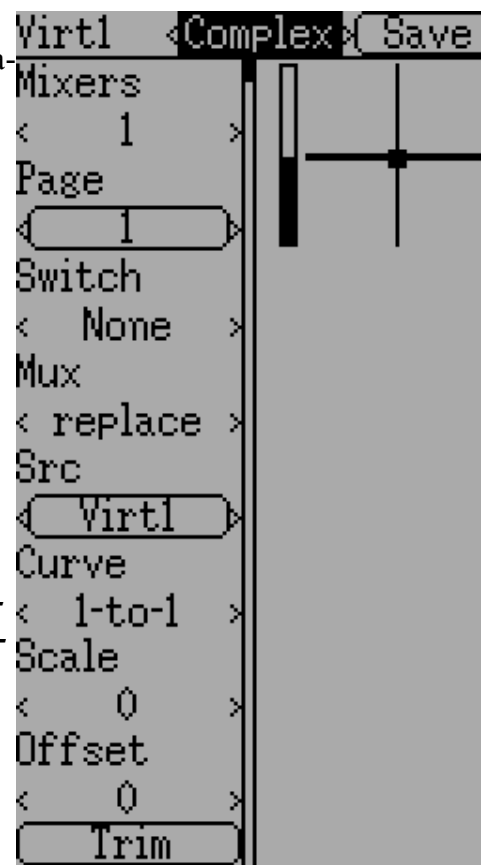 Virt1 <Complex> Save
a-
Mixers
< 1 >
Page
< 1 >
Switch
< None >
Mux
< replace >
Src
< Virt1 >
Curve
< 1-to-1 >
Scale
< 0 >
Offset
< 0 >
Trim